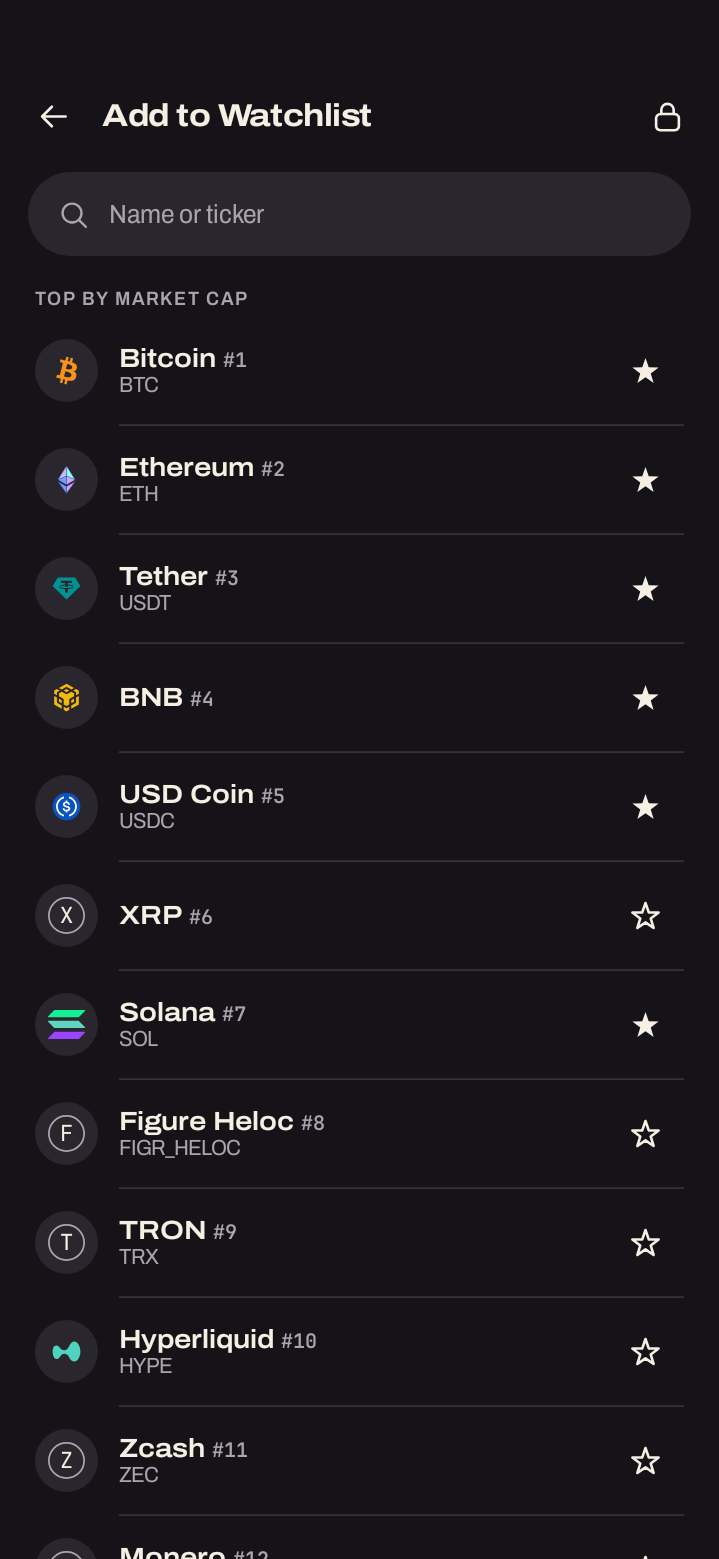 Add to Watchlist
Name or ticker
TOP BY MARKET CAP
Bitcoin #1
BTC
Ethereum #2
ETH
Tether #3
USDT
BNB #4
USD Coin #5
USDC
X
XRP #6
Solana #7
SOL
F
Figure Heloc #8
FIGR_HELOC
T
TRON #9
TRX
Hyperliquid #10
HYPE
Z
Zcash #11
ZEC
Monero #12